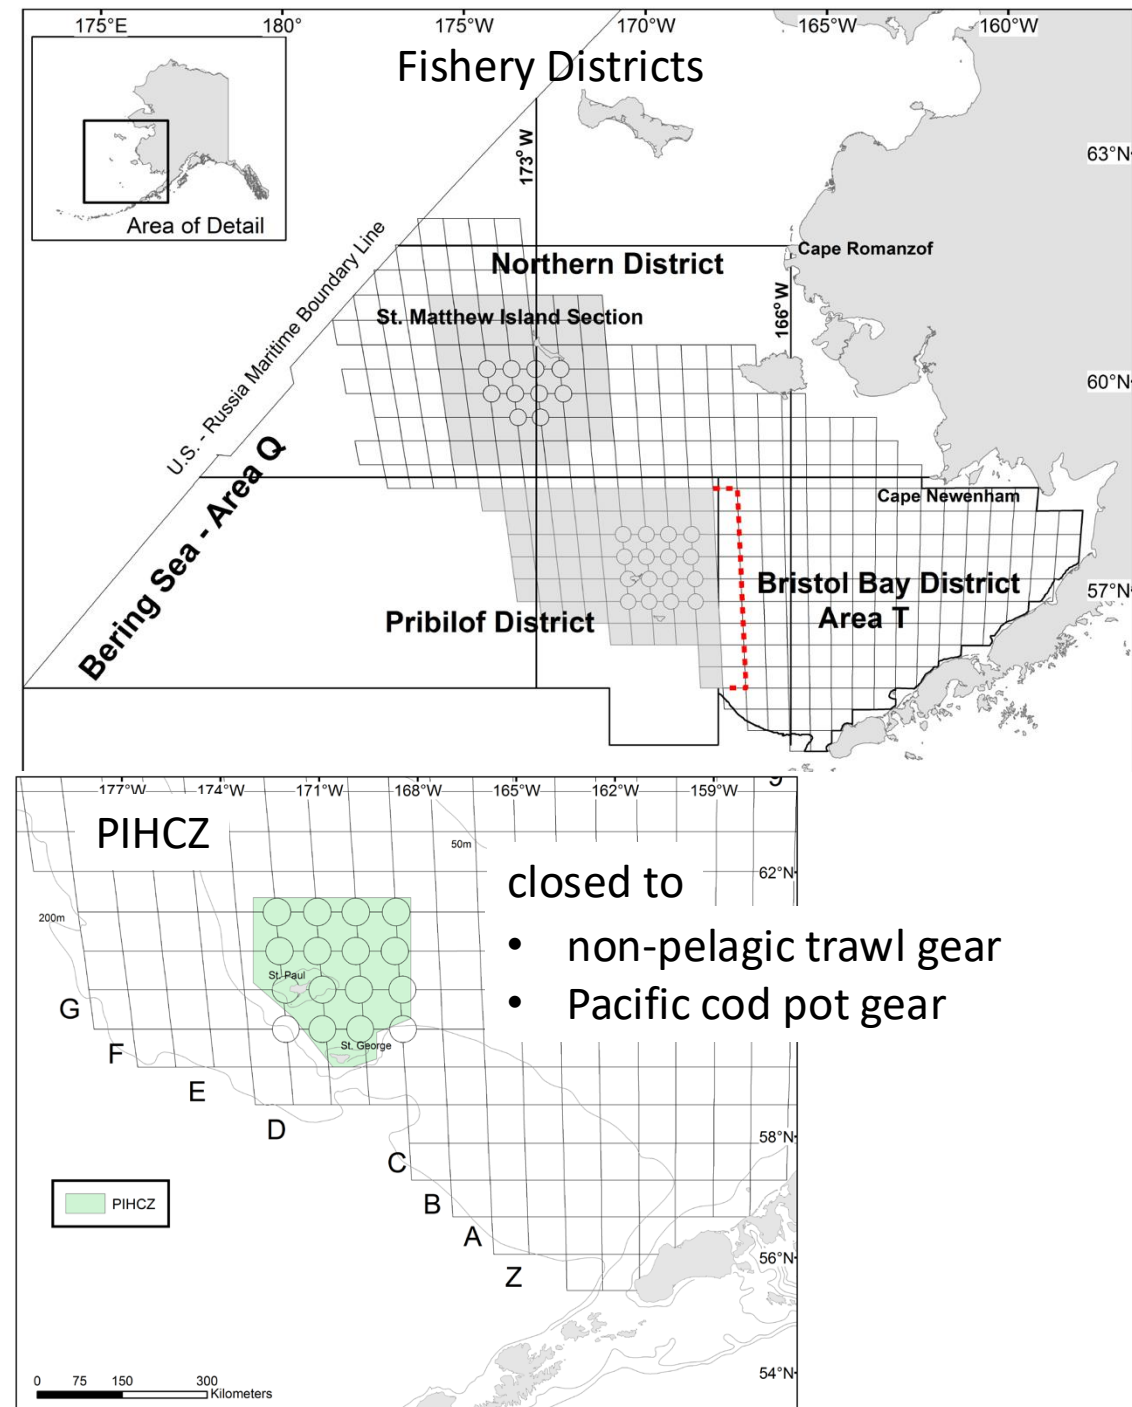 175°E
180°
175°W
170°W
165°W
160°W
Fishery Districts
Area of Detail
173° W
63°N
U.S. - Russia Maritime Boundary Line
Northern District
Cape Romanzof
166° W
St. Matthew Island Section
60°N
Bering Sea - Area Q
Cape Newenham
Bristol Bay District
Area T
57°N
Pribilof District
177°W
174°W
171°W
168°W
165°W
162°W
159°W
PIHCZ
50m
closed to
62°N
200m
• non-pelagic trawl gear
St. Paul
• Pacific cod pot gear
G
F
St. George
E
D
58°N
C
PIHCZ
B
A
56°N
Z
54°N
0 75 150 300
Kilometers